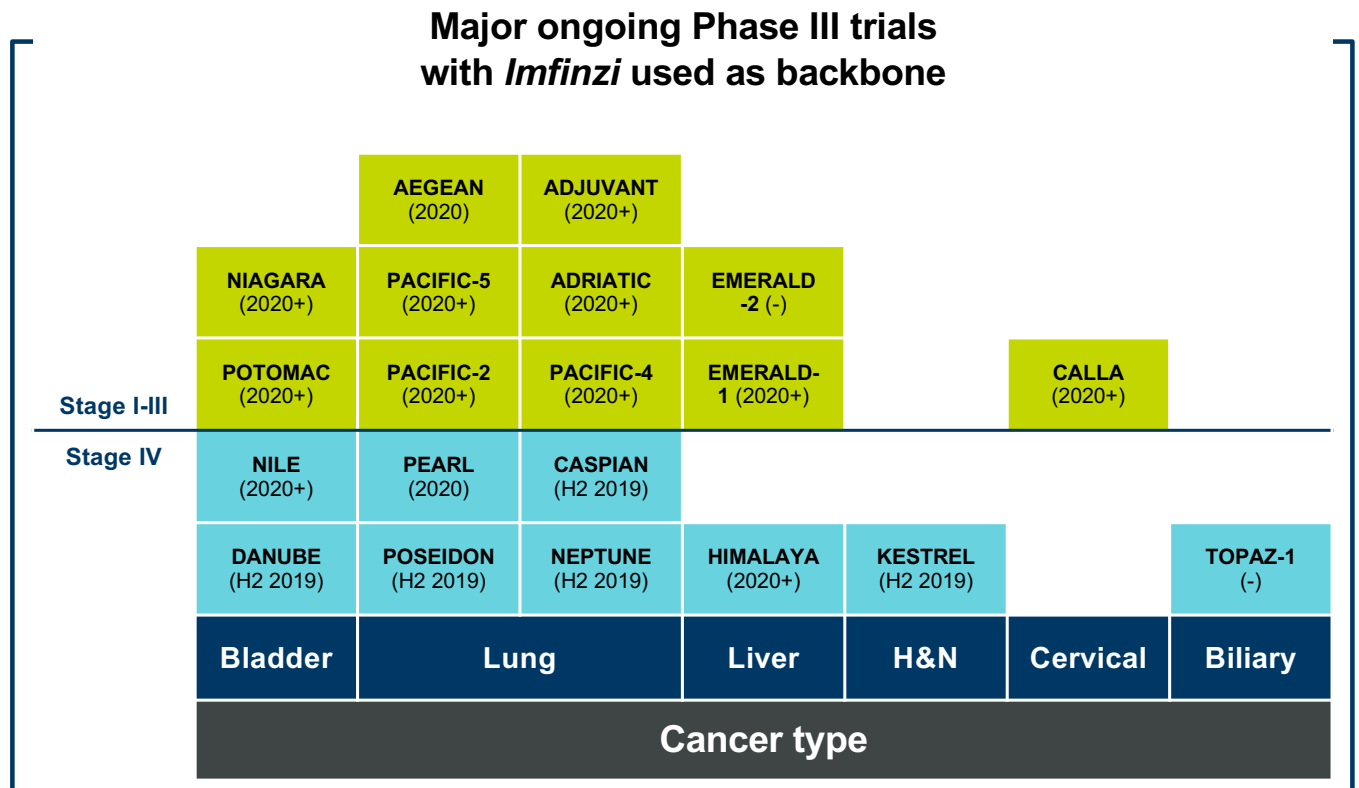 Major ongoing Phase III trials
with Imfinzi used as backbone
AEGEAN
(2020)
ADJUVANT
(2020+)
NIAGARA
(2020+)
PACIFIC-5
(2020+)
ADRIATIC
(2020+)
EMERALD
-2 (-)
POTOMAC
(2020+)
PACIFIC-2
(2020+)
PACIFIC-4
(2020+)
EMERALD-
1 (2020+)
CALLA
(2020+)
Stage I-III
Stage IV
NILE
(2020+)
PEARL
(2020)
CASPIAN
(H2 2019)
DANUBE
(H2 2019)
POSEIDON
(H2 2019)
NEPTUNE
(H2 2019)
HIMALAYA
(2020+)
KESTREL
(H2 2019)
TOPAZ-1
(-)
Bladder
Lung
Liver
H&N
Cervical
Biliary
Cancer type